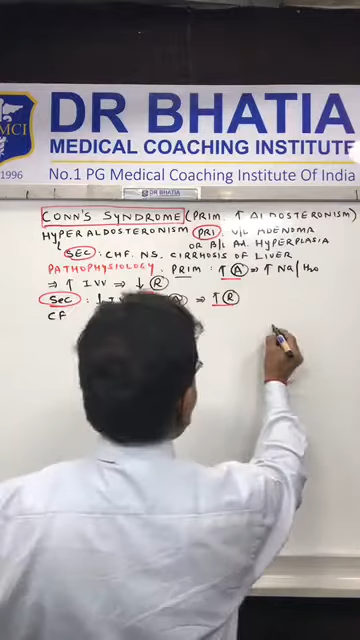 MCI
1996
DR BHATIA
MEDICAL COACHING INSTITUTE
No.1 PG Medical Coaching Institute Of India
DR BHATIA
CONN'S SYNDROME (PRIM. ↑ ALDOSTERONISM)
HYPERALDOSTERONISM PRI U/L ADENOMA
OR B/L Ad. HYPERPLASIA
SEC : CHF. NS. CIRRHOSIS OF LIVER
PATHOPHYSIOLOGY. PRIM : ↑ A ⇒ ↑ Na/H2O
⇒ ↑ IVV ⇒ ↓ R
SEC : ↓ A ⇒ ↑ R
CF